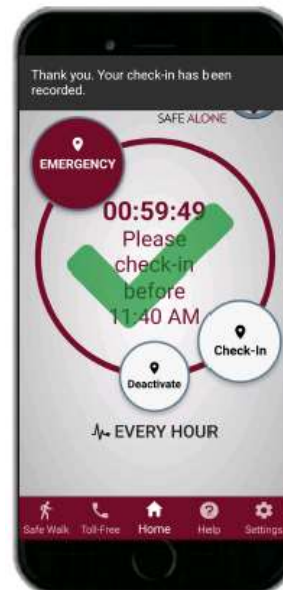 Thank you. Your check-in has been
recorded.
SAFE ALONE
EMERGENCY
00:59:49
Please
check-in
before
11:40 AM
Check-In
Deactivate
EVERY HOUR
Safe Walk Toll-Free Home Help Settings